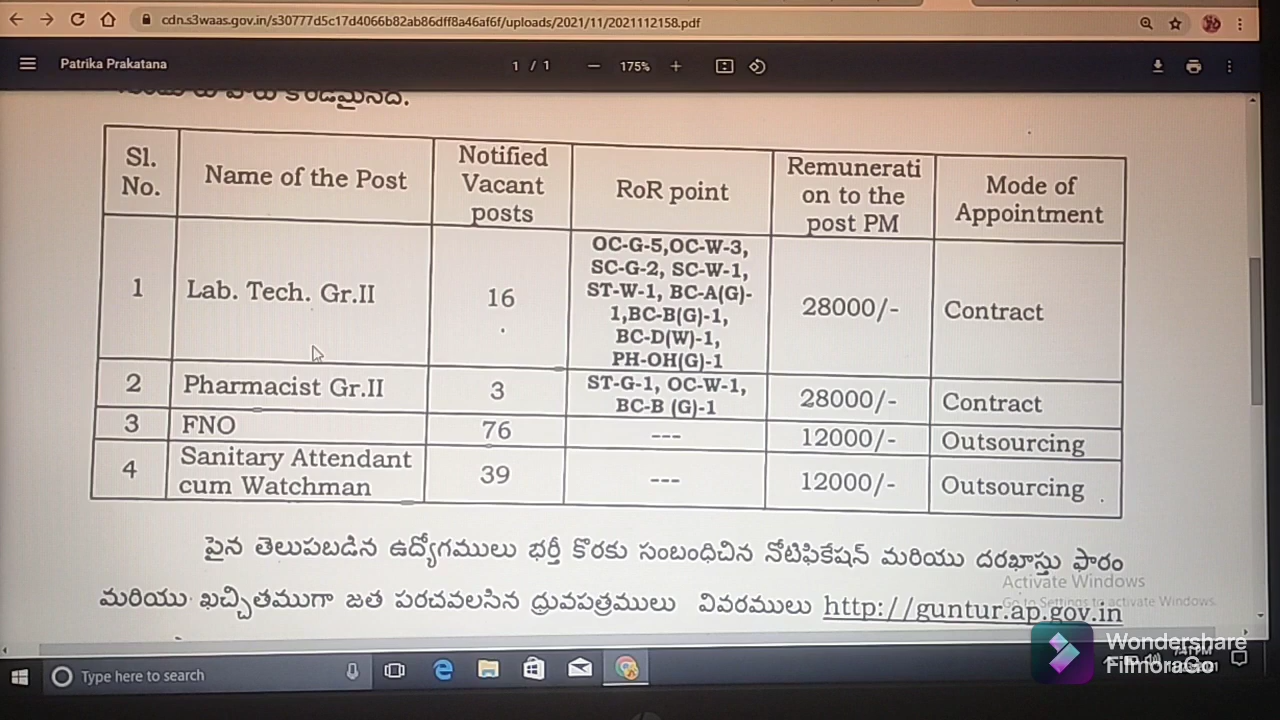 cdn.s3waas.gov.in/s30777d5c17d4066b82ab86dff8a46af6f/uploads/2021/11/2021112158.pdf
Patrika Prakatana
1 / 1
175%
Sl. No.
Name of the Post
Notified Vacant posts
RoR point
Remunerati on to the post PM
Mode of Appointment
1
Lab. Tech. Gr.II
16
OC-G-5,OC-W-3,
SC-G-2, SC-W-1,
ST-W-1, BC-A(G)-
1,BC-B(G)-1,
BC-D(W)-1,
PH-OH(G)-1
28000/-
Contract
2
Pharmacist Gr.II
3
ST-G-1, OC-W-1,
BC-B (G)-1
28000/-
Contract
3
FNO
76
---
12000/-
Outsourcing
4
Sanitary Attendant
cum Watchman
39
---
12000/-
Outsourcing
పైన తెలుపబడిన ఉద్యోగములు భర్తీ కొరకు సంబంధిచిన నోటిఫికేషన్ మరియు దరఖాస్తు ఫారం
మరియు ఖచ్చితముగా జత పరచవలసిన ధ్రువపత్రములు వివరములు http://guntur.ap.gov.in
Activate Windows
Go to Settings to activate Windows.
Wondershare
Filmora
Type here to search